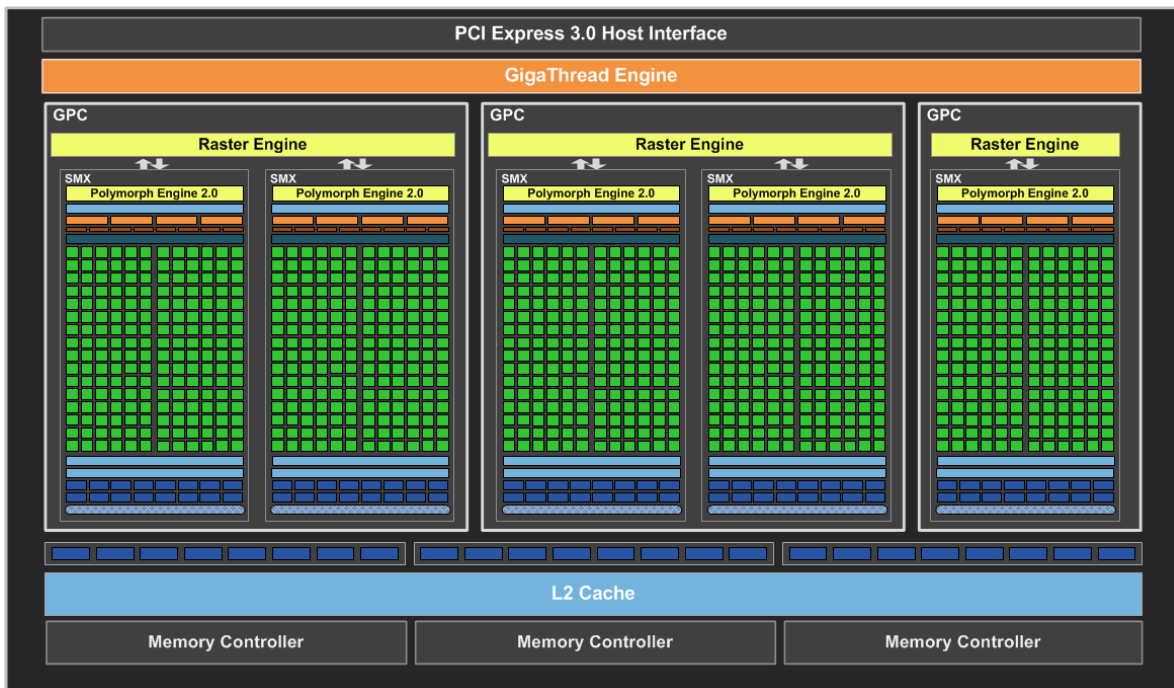 PCI Express 3.0 Host Interface
GigaThread Engine
GPC
GPC
GPC
Raster Engine
Raster Engine
Raster Engine
SMX
SMX
SMX
SMX
SMX
Polymorph Engine 2.0
Polymorph Engine 2.0
Polymorph Engine 2.0
Polymorph Engine 2.0
Polymorph Engine 2.0
L2 Cache
Memory Controller
Memory Controller
Memory Controller